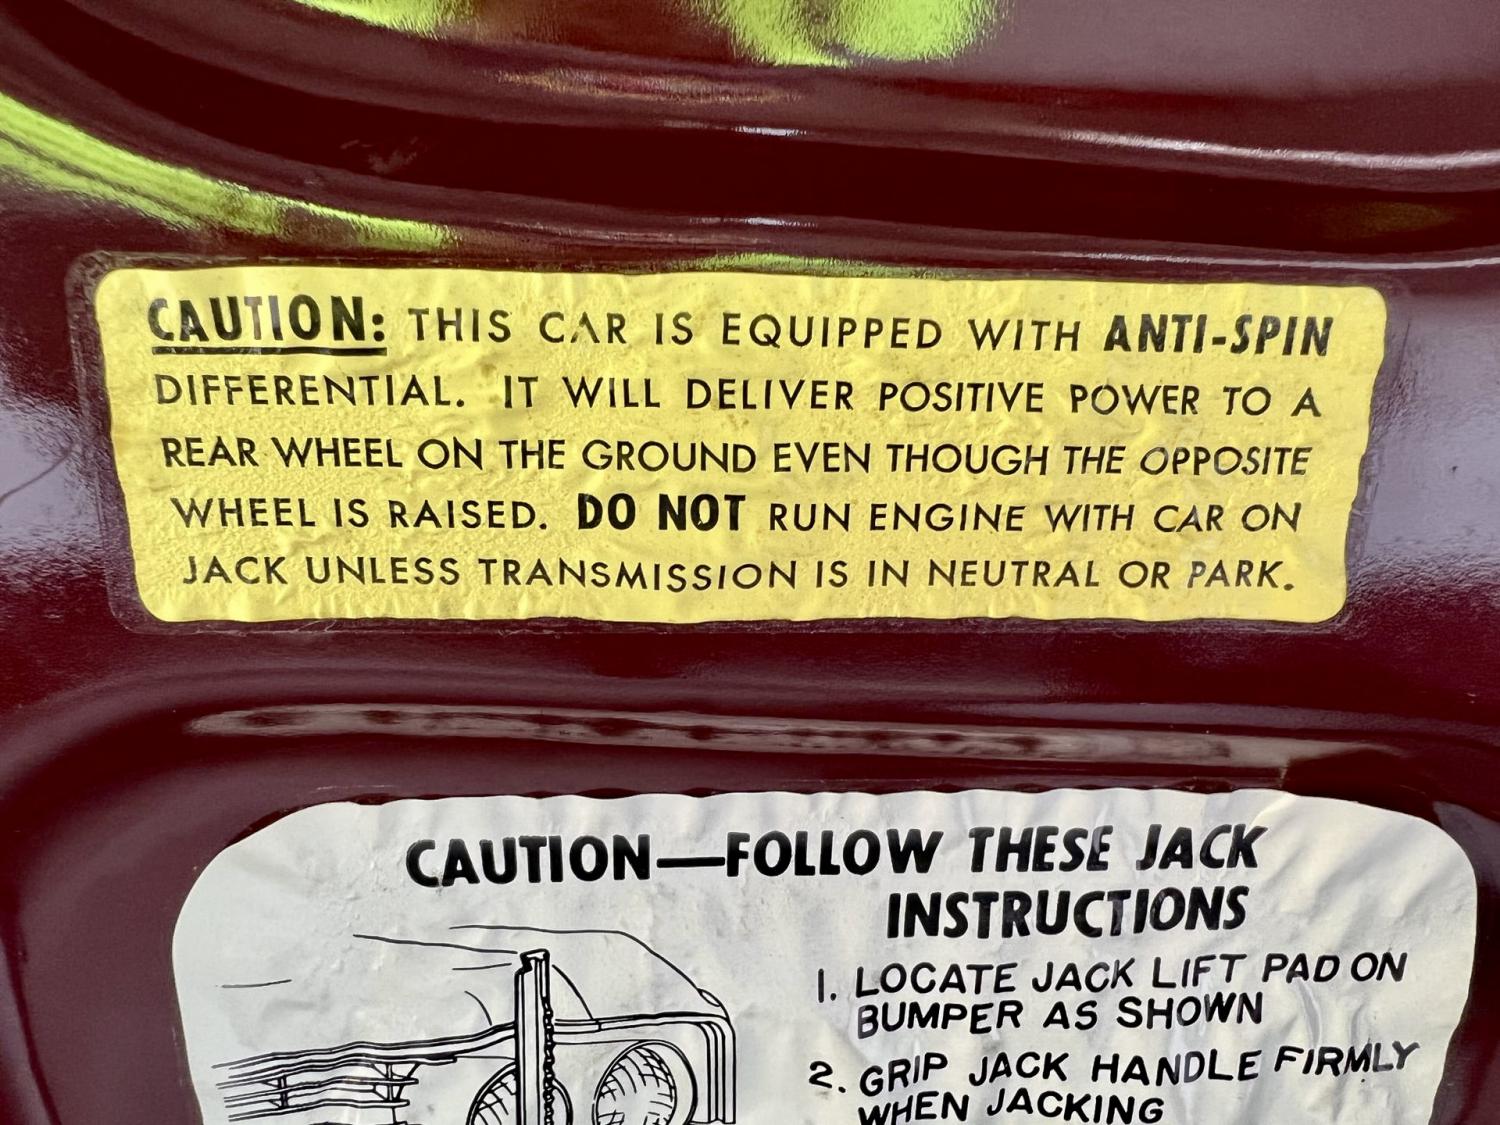 CAUTION: THIS CAR IS EQUIPPED WITH ANTI-SPIN
DIFFERENTIAL. IT WILL DELIVER POSITIVE POWER TO A
REAR WHEEL ON THE GROUND EVEN THOUGH THE OPPOSITE
WHEEL IS RAISED. DO NOT RUN ENGINE WITH CAR ON
JACK UNLESS TRANSMISSION IS IN NEUTRAL OR PARK.
CAUTION—FOLLOW THESE JACK
INSTRUCTIONS
1. LOCATE JACK LIFT PAD ON
BUMPER AS SHOWN
2. GRIP JACK HANDLE FIRMLY
WHEN JACKING